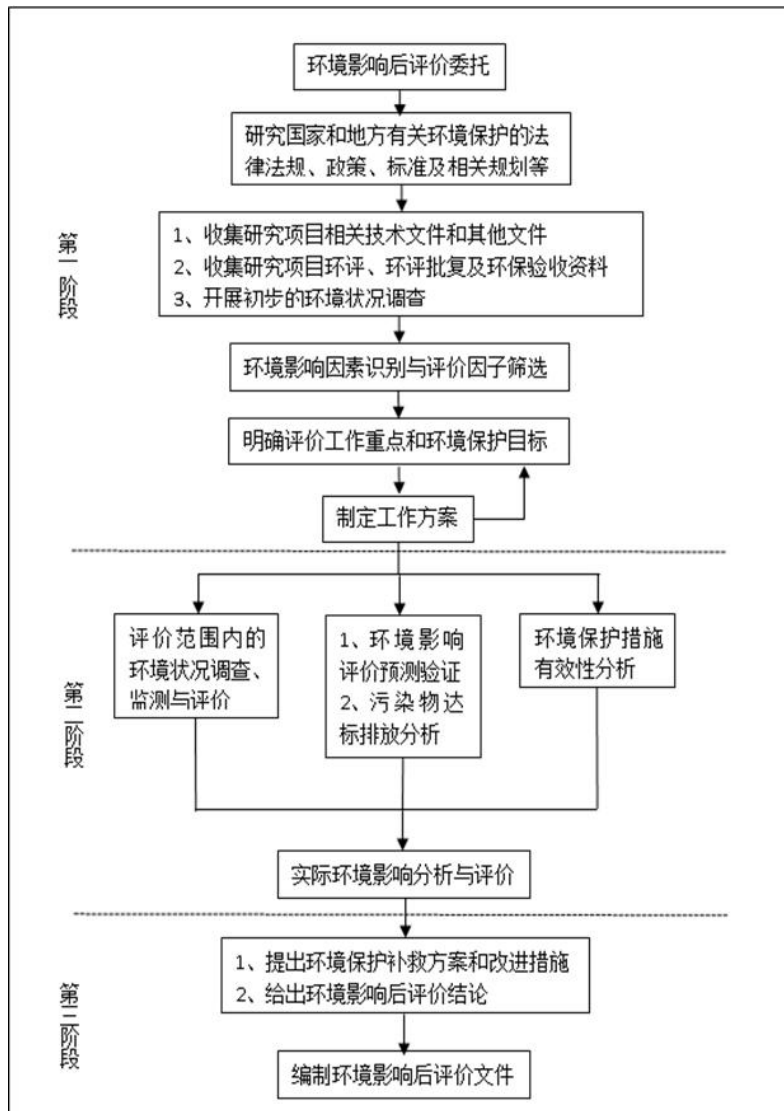 环境影响后评价委托
研究国家和地方有关环境保护的法
律法规、政策、标准及相关规划等
第一阶段
1、收集研究项目相关技术文件和其他文件
2、收集研究项目环评、环评批复及环保验收资料
3、开展初步的环境状况调查
环境影响因素识别与评价因子筛选
明确评价工作重点和环境保护目标
制定工作方案
第二阶段
评价范围内的
环境状况调查、
监测与评价
1、环境影响
评价预测验证
2、污染物达
标排放分析
环境保护措施
有效性分析
实际环境影响分析与评价
第三阶段
1、提出环境保护补救方案和改进措施
2、给出环境影响后评价结论
编制环境影响后评价文件